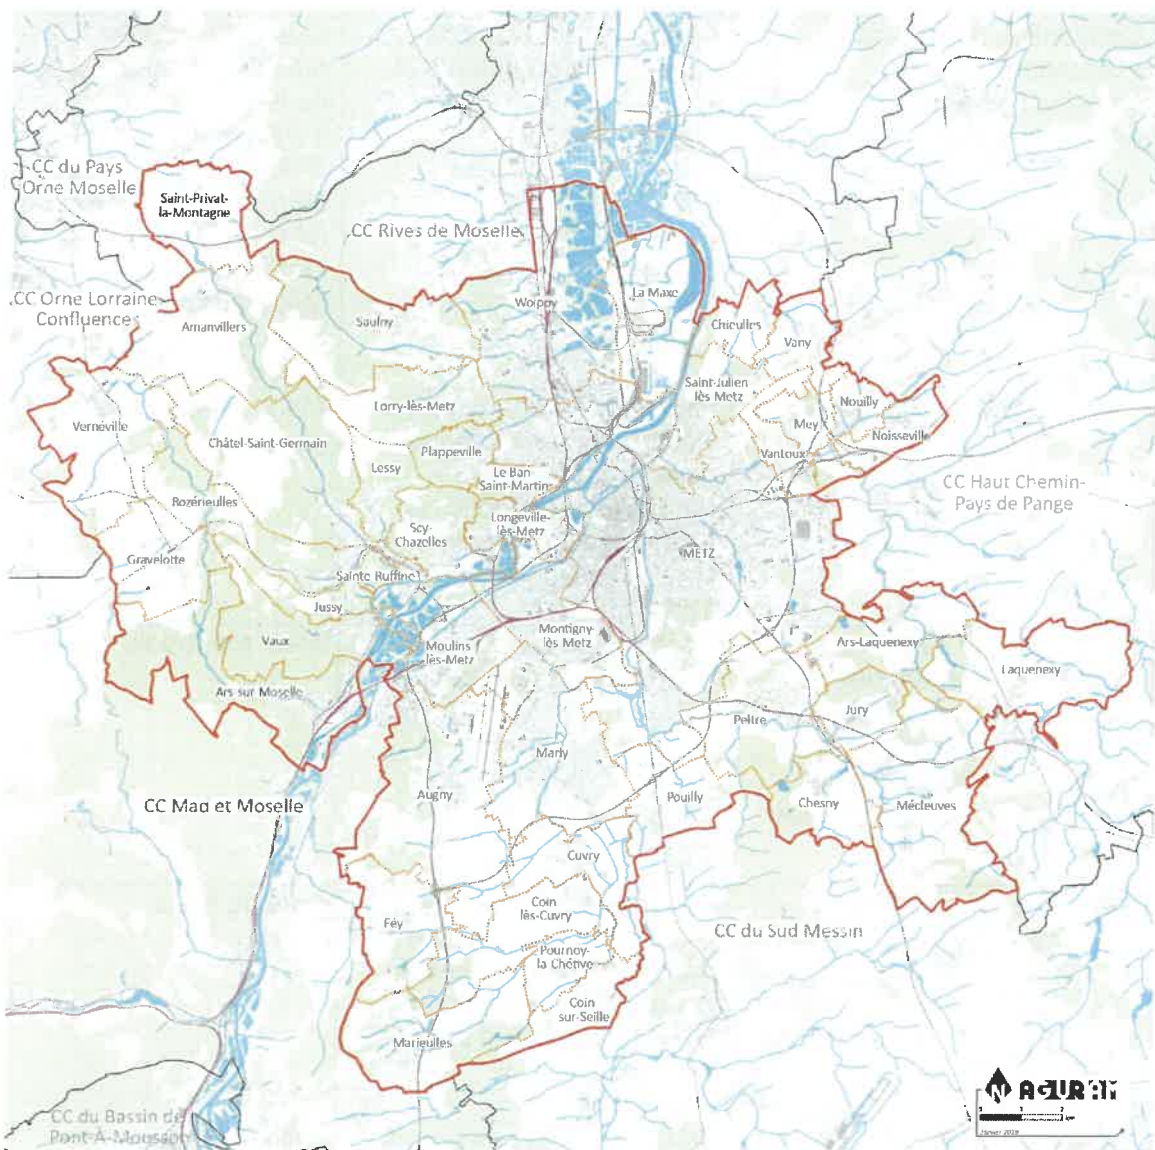 CC du Pays
Orne Moselle
Saint-Privat-
la-Montagne
CC Rives de Moselle
CC Orne Lorraine
Confluences
Amanvillers
Saulny
Woippy
La Maxe
Chieulles
Vany
Saint-Julien
lès Metz
Nouilly
Mey
Noisseville
Vantoux
Lorry-lès-Metz
Vernéville
Châtel-Saint-Germain
Plappeville
Lessy
Le Ban
Saint-Martin
CC Haut Chemin-
Pays de Pange
Rozérieulles
Longeville-
lès-Metz
Scy-
Chazelles
METZ
Gravelotte
Sainte Ruffine
Jussy
Vaux
Moulins
lès-Metz
Montigny-
lès Metz
Ars-Laquenexy
Laquenexy
Ars sur Moselle
Jury
Peltre
Marly
CC Mad et Moselle
Augny
Pouilly
Chesny
Mécleuves
Cuvry
Coin
lès-Cuvry
Féy
CC du Sud Messin
Pournoy-
la Chétive
Coin
sur-Seille
Marieulles
CC du Bassin de
Pont-À-Mousson
N AGURAM
km
Janvier 2019